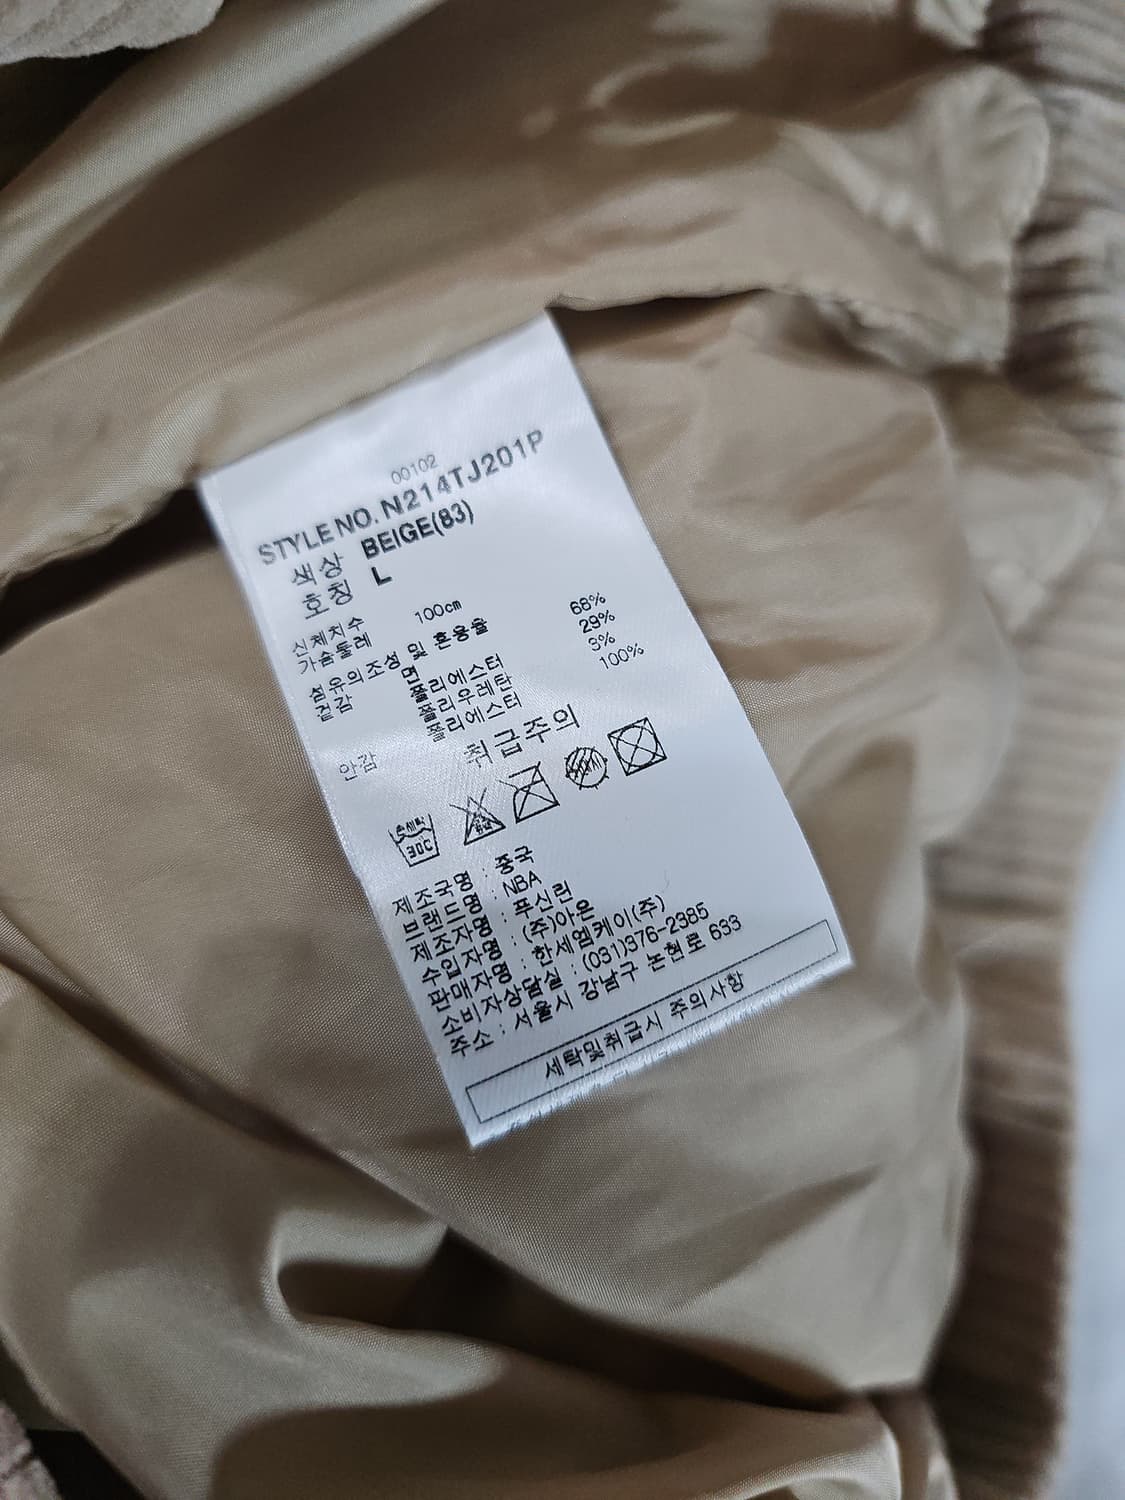 00102
STYLE NO. N214TJ201P
색상 BEIGE(83)
호칭 L
신체치수
가슴둘레 100cm
섬유의조성 및 혼용율
겉감 면 68%
폴리에스터 29%
폴리우레탄 3%
안감 폴리에스터 100%
취급주의
손세탁
30℃
제조국명 : 중국
브랜드명 : NBA
제조자명 : 푸신런
수입자명 : (주)아온
판매자명 : 한세엠케이(주)
소비자상담실 : (031)376-2385
주소 : 서울시 강남구 논현로 633
세탁및취급시 주의사항